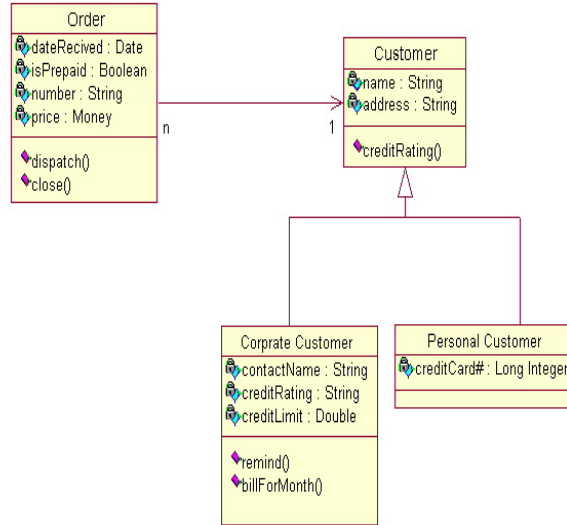 Order
dateRecived : Date
isPrepaid : Boolean
number : String
price : Money
dispatch()
close()
n
1
Customer
name : String
address : String
creditRating()
Corprate Customer
contactName : String
creditRating : String
creditLimit : Double
remind()
billForMonth()
Personal Customer
creditCard# : Long Integer